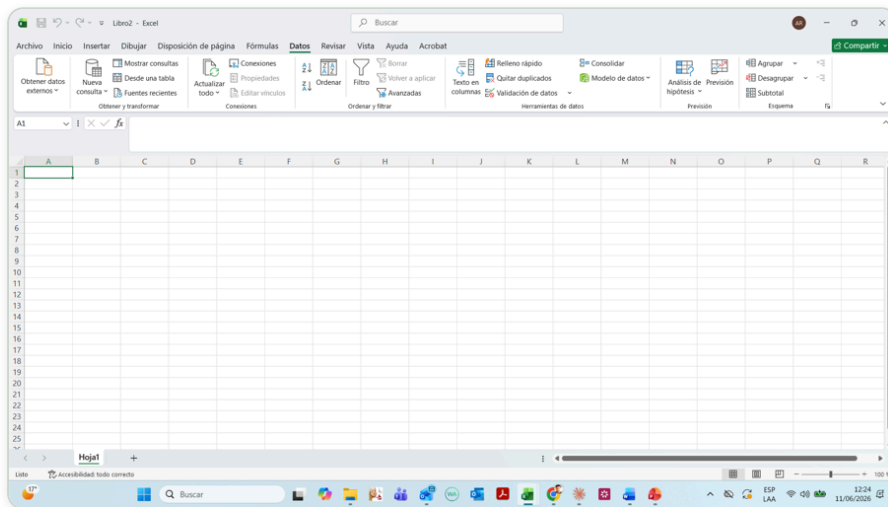 Libro2 - Excel
Buscar
AR
Archivo Inicio Insertar Dibujar Disposición de página Fórmulas Datos Revisar Vista Ayuda Acrobat
Compartir
Obtener datos externos
Nueva consulta
Mostrar consultas
Desde una tabla
Fuentes recientes
Obtener y transformar
Actualizar todo
Conexiones
Propiedades
Editar vínculos
Conexiones
Ordenar
Filtro
Borrar
Volver a aplicar
Avanzadas
Ordenar y filtrar
Texto en columnas
Relleno rápido
Quitar duplicados
Validación de datos
Consolidar
Modelo de datos
Herramientas de datos
Análisis de hipótesis
Previsión
Previsión
Agrupar
Desagrupar
Subtotal
Esquema
A1
fx
A B C D E F G H I J K L M N O P Q R
1
2
3
4
5
6
7
8
9
10
11
12
13
14
15
16
17
18
19
20
21
22
23
24
25
Hoja1
Listo
Accesibilidad: todo correcto
100
17°
Buscar
ESP
LAA
12:24
11/06/2026